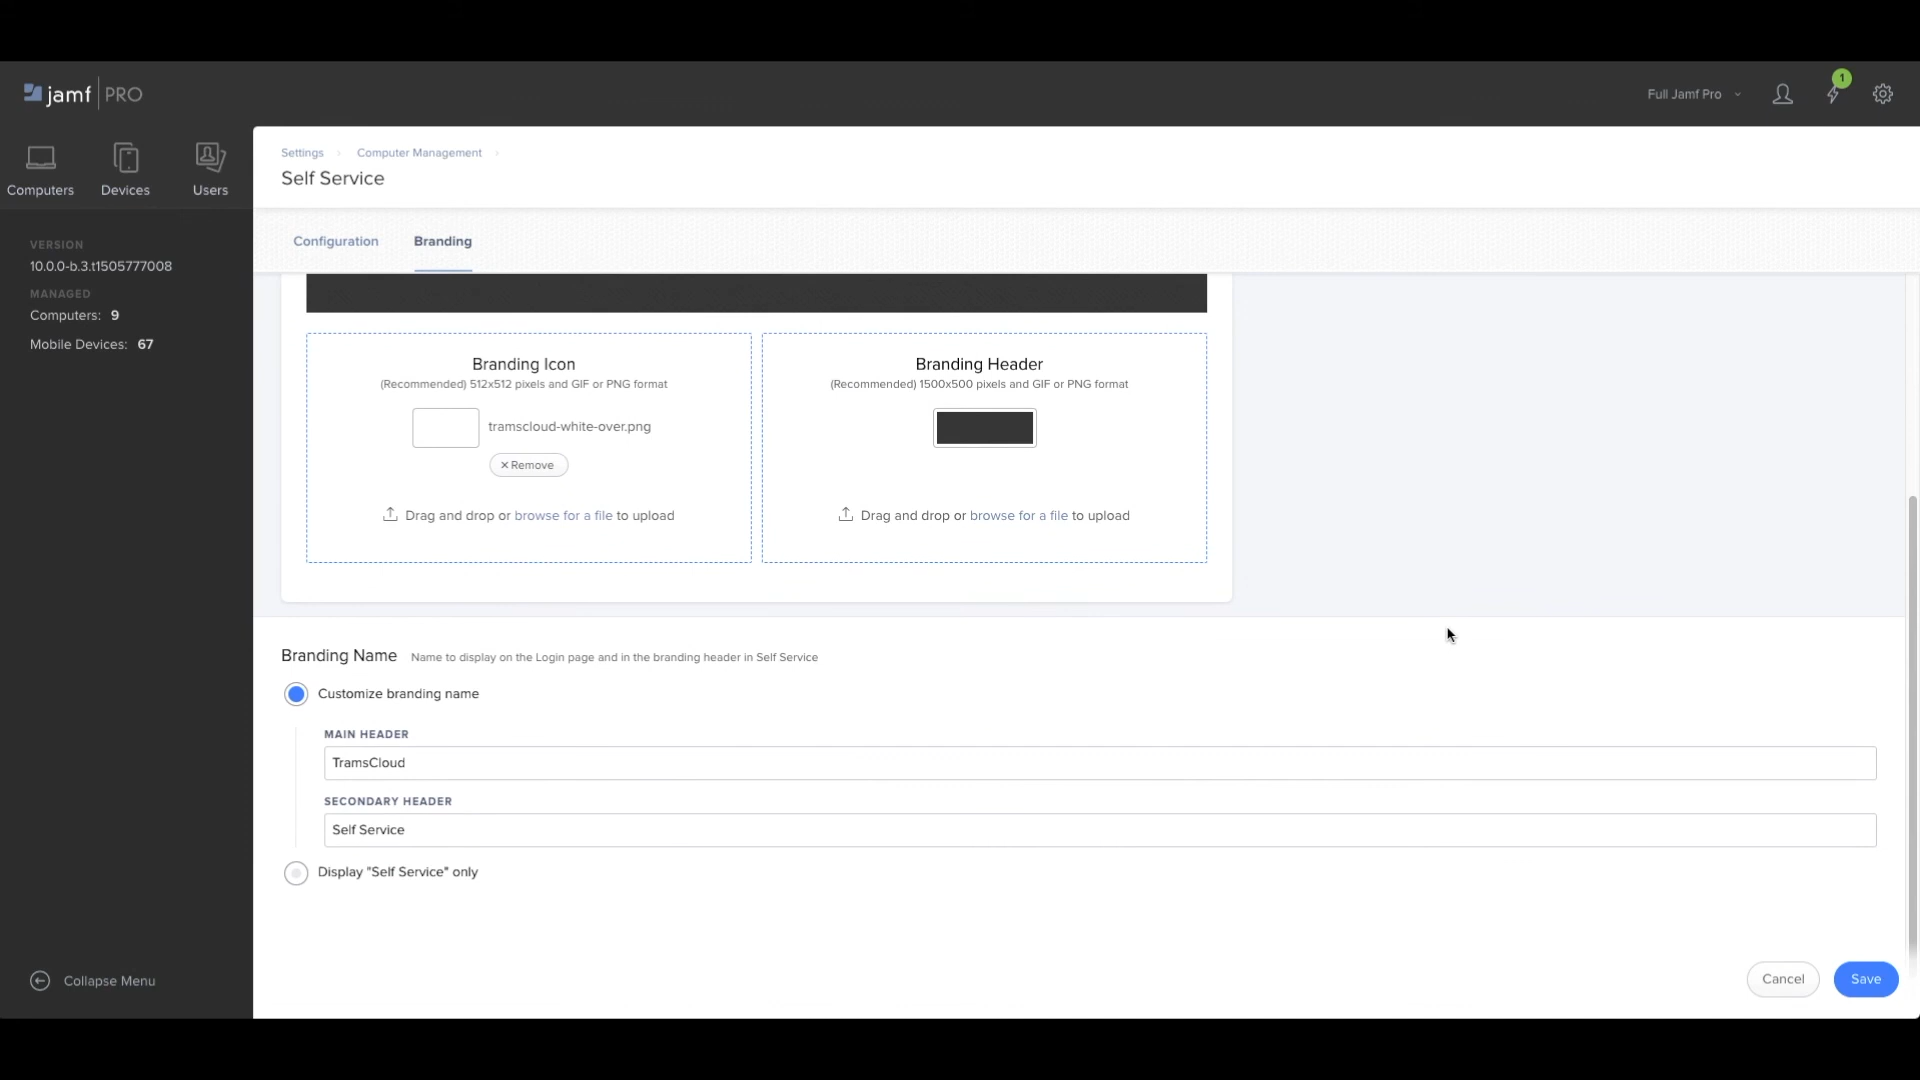 jamf PRO
Full Jamf Pro
1
Computers
Devices
Users
VERSION
10.0.0-b.3.t1505777008
MANAGED
Computers: 9
Mobile Devices: 67
Collapse Menu
Settings
Computer Management
Self Service
Configuration
Branding
Branding Icon
(Recommended) 512x512 pixels and GIF or PNG format
tramscloud-white-over.png
× Remove
Drag and drop or browse for a file to upload
Branding Header
(Recommended) 1500x500 pixels and GIF or PNG format
Drag and drop or browse for a file to upload
Branding Name Name to display on the Login page and in the branding header in Self Service
Customize branding name
MAIN HEADER
TramsCloud
SECONDARY HEADER
Self Service
Display "Self Service" only
Cancel
Save